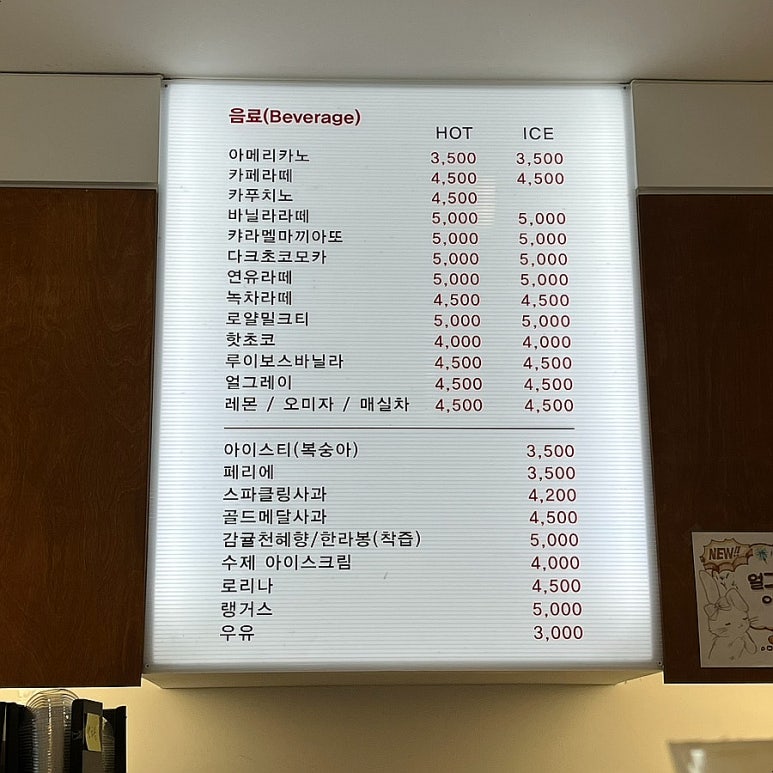 음료(Beverage)
HOT ICE
아메리카노 3,500 3,500
카페라떼 4,500 4,500
카푸치노 4,500
바닐라라떼 5,000 5,000
캬라멜마끼아또 5,000 5,000
다크초코모카 5,000 5,000
연유라떼 5,000 5,000
녹차라떼 4,500 4,500
로얄밀크티 5,000 5,000
핫초코 4,000 4,000
루이보스바닐라 4,500 4,500
얼그레이 4,500 4,500
레몬 / 오미자 / 매실차 4,500 4,500
아이스티(복숭아) 3,500
페리에 3,500
스파클링사과 4,200
골드메달사과 4,500
감귤천혜향/한라봉(착즙) 5,000
수제 아이스크림 4,000
로리나 4,500
랭거스 5,000
우유 3,000
NEW!!